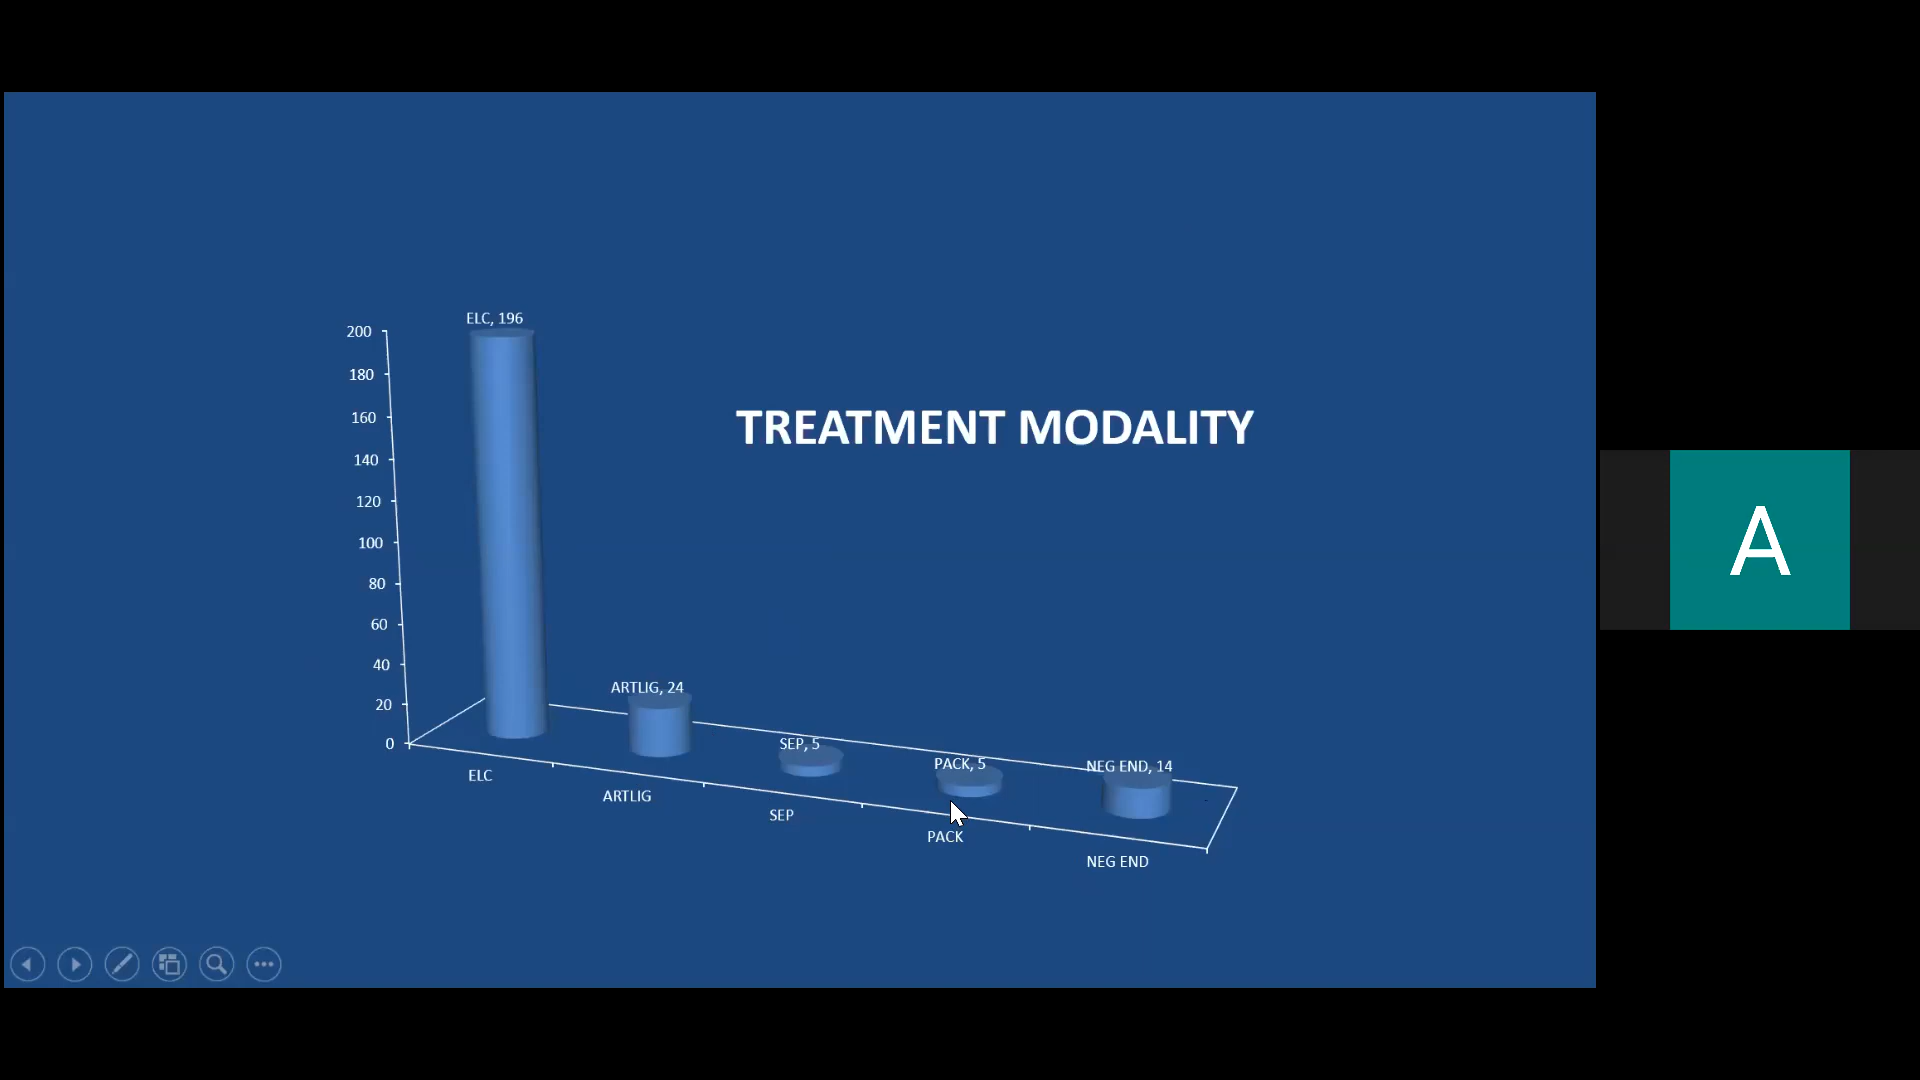 TREATMENT MODALITY
ELC, 196
ARTLIG, 24
SEP, 5
PACK, 5
NEG END, 14
200
180
160
140
120
100
80
60
40
20
0
ELC
ARTLIG
SEP
PACK
NEG END
A